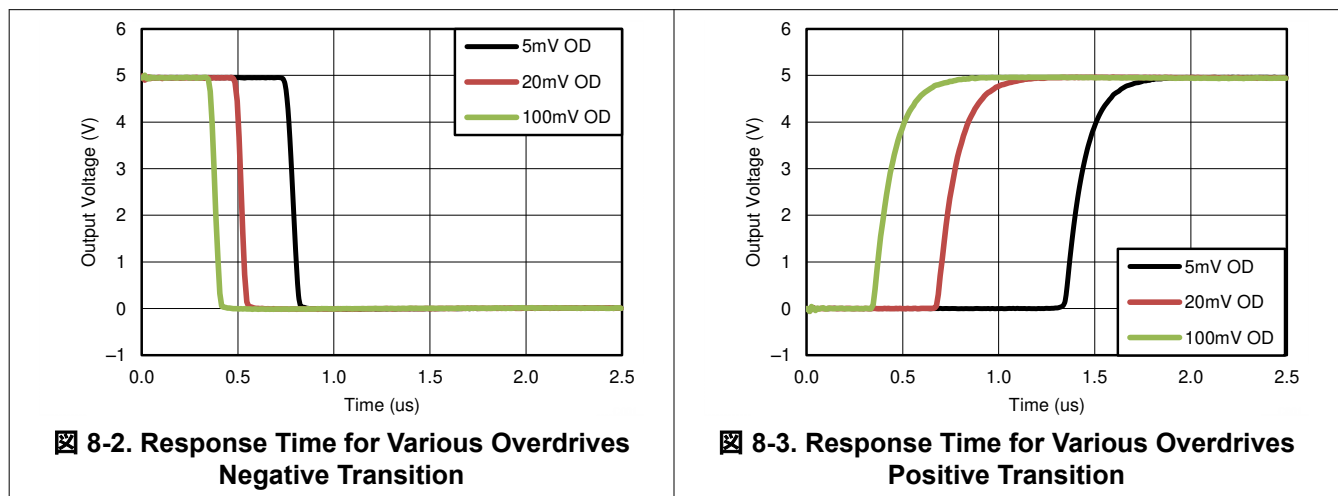 6
5
4
3
2
1
0
–1
Output Voltage (V)
5mV OD
20mV OD
100mV OD
0.0 0.5 1.0 1.5 2.0 2.5
Time (us)
図 8-2. Response Time for Various Overdrives
Negative Transition
6
5
4
3
2
1
0
–1
Output Voltage (V)
5mV OD
20mV OD
100mV OD
0.0 0.5 1.0 1.5 2.0 2.5
Time (us)
図 8-3. Response Time for Various Overdrives
Positive Transition